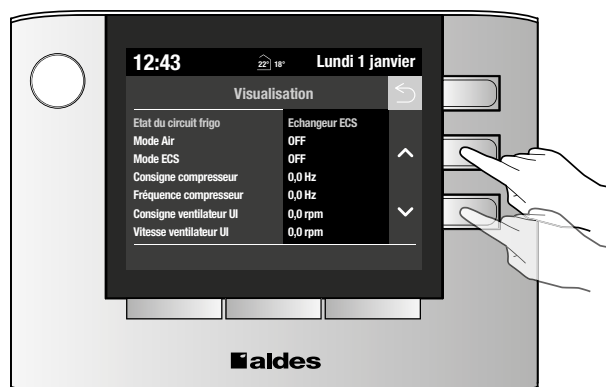 12:43 22° 18° Lundi 1 janvier
Visualisation
Etat du circuit frigo Echangeur ECS
Mode Air OFF
Mode ECS OFF
Consigne compresseur 0,0 Hz
Fréquence compresseur 0,0 Hz
Consigne ventilateur UI 0,0 rpm
Vitesse ventilateur UI 0,0 rpm
aldes